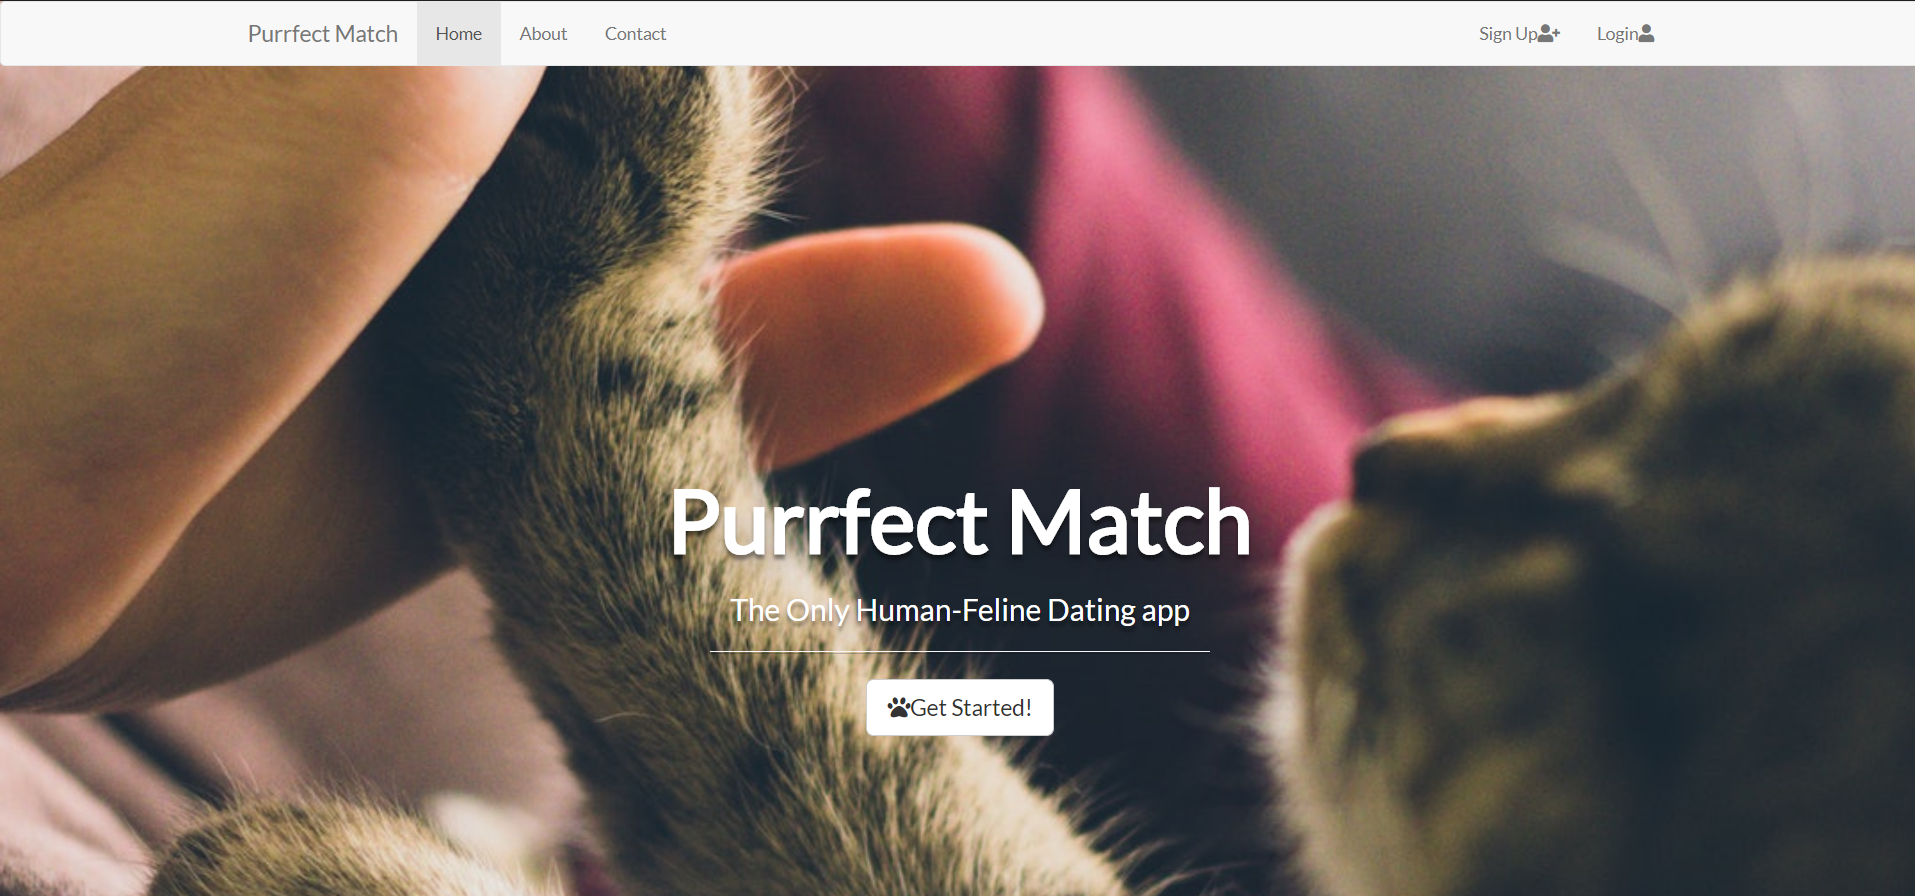 Purrfect Match Home About Contact Sign Up Login
Purrfect Match
The Only Human-Feline Dating app
Get Started!